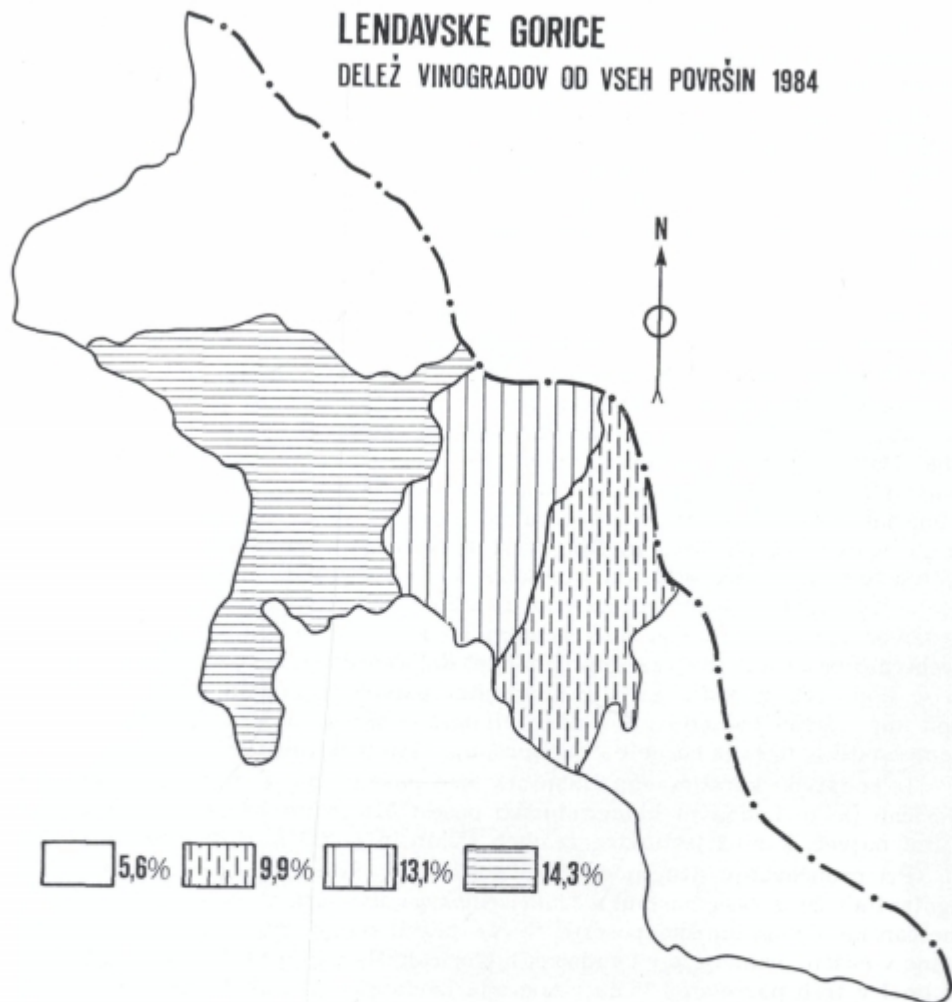 LENDAVSKE GORICE
DELEŽ VINOGRADOV OD VSEH POVRŠIN 1984
N
5,6% 9,9% 13,1% 14,3%